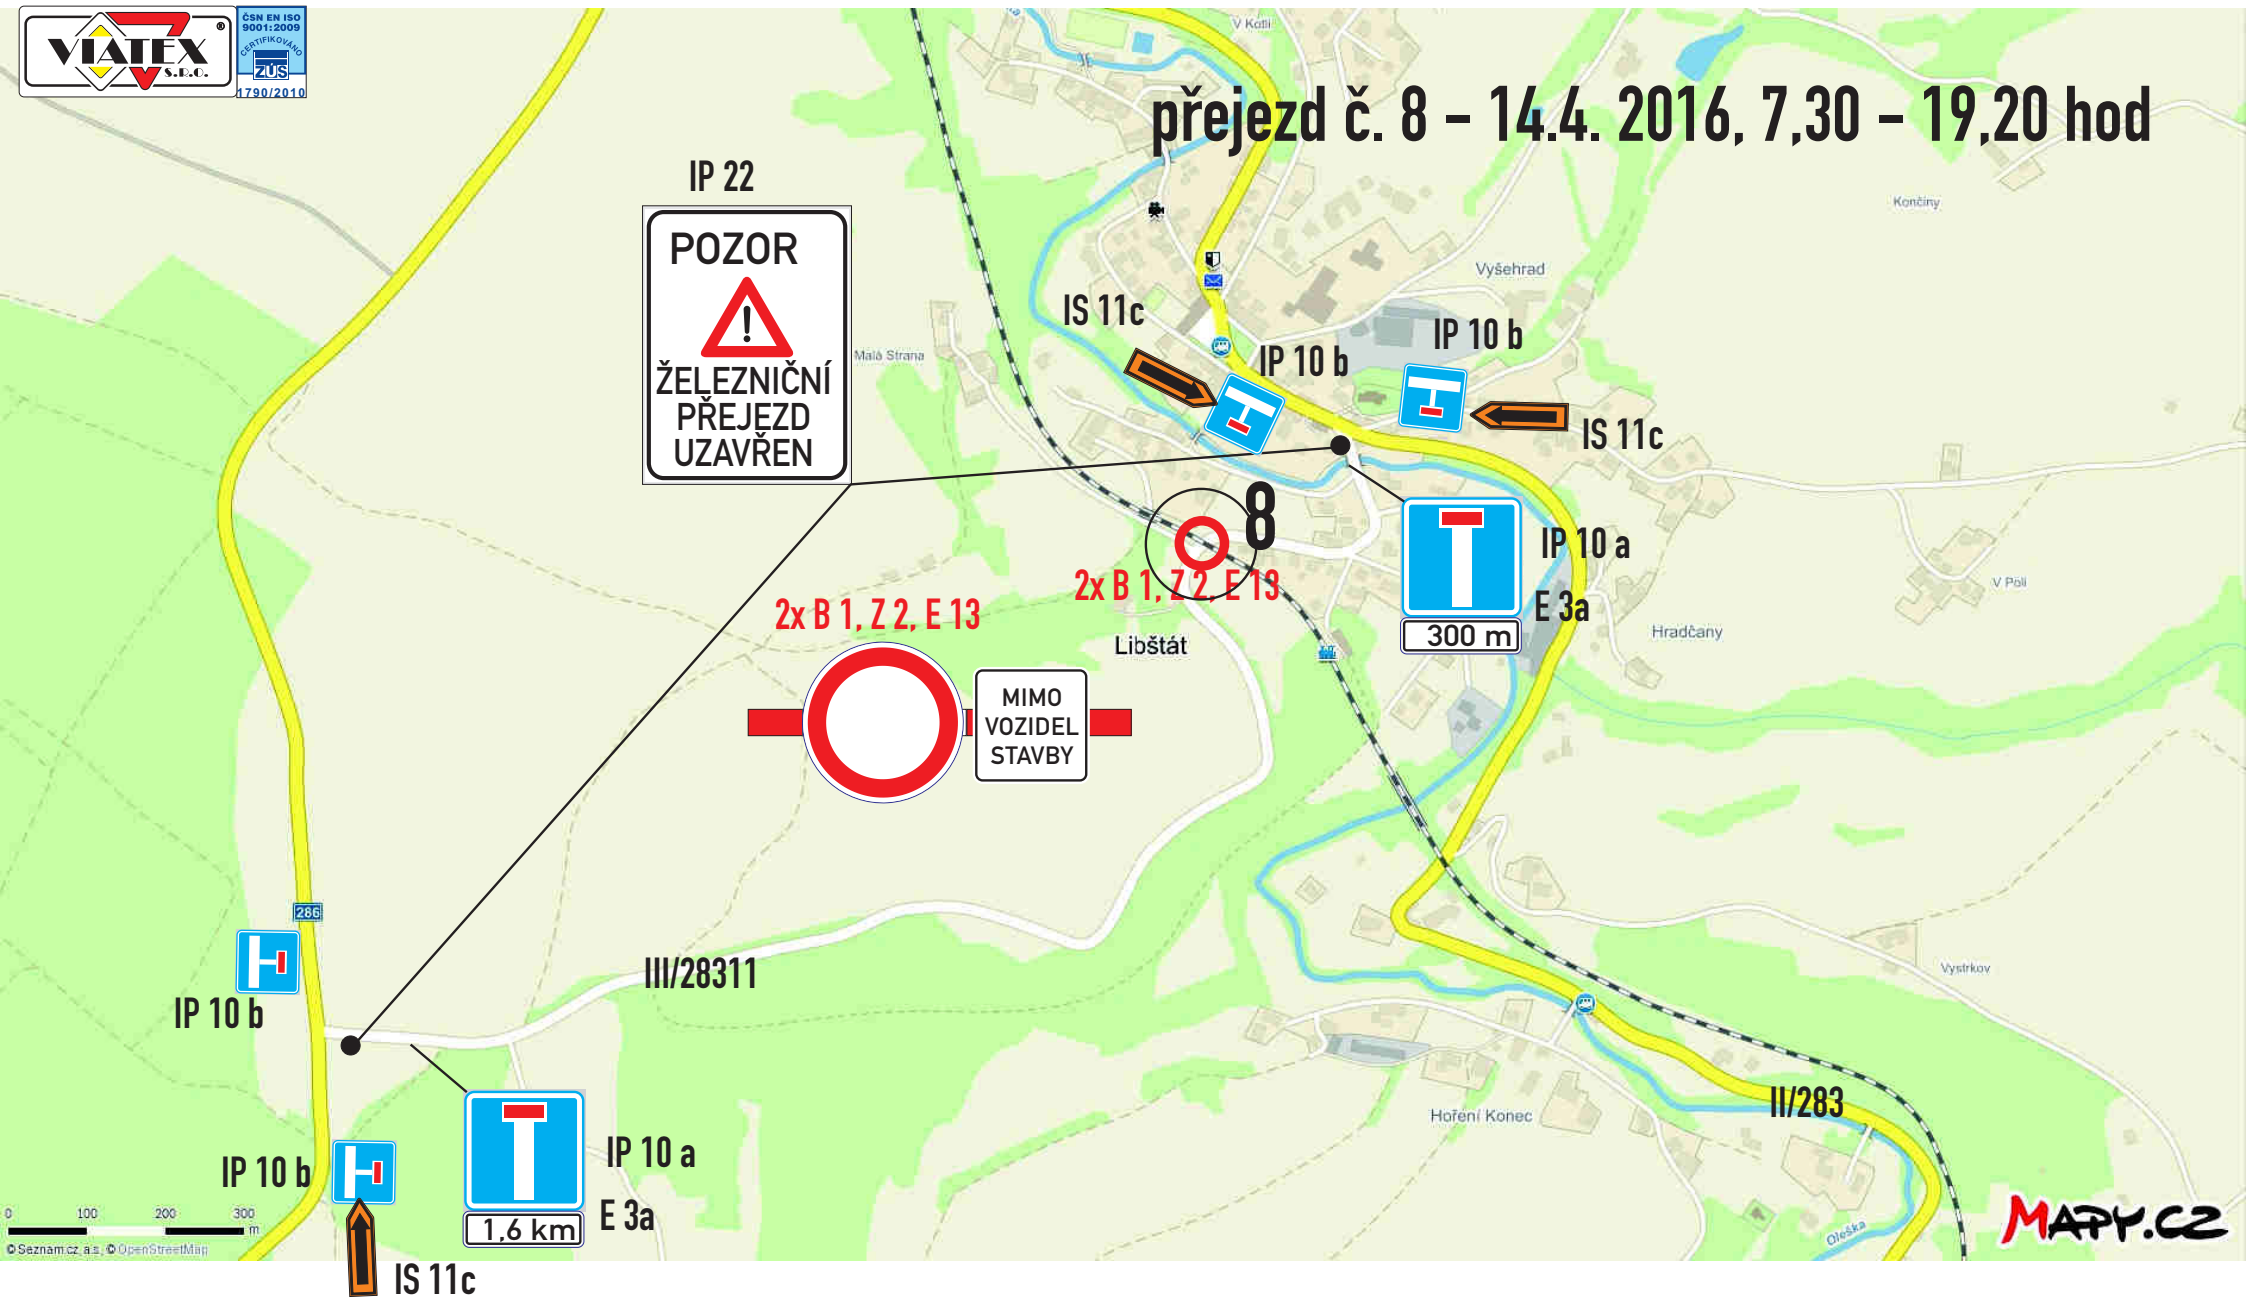 VIATEX ®
S.R.O.
ČSN EN ISO
9001:2009
CERTIFIKOVÁNO
ZÚS
1790/2010
V Kotli
přejezd č. 8 – 14.4. 2016, 7,30 – 19,20 hod
IP 22
POZOR
!
ŽELEZNIČNÍ
PŘEJEZD
UZAVŘEN
Končiny
Vyšehrad
IS 11c
IP 10 b
IP 10 b
Malá Strana
IS 11c
8
IP 10 a
2x B 1, Z 2, E 13
E 3a
300 m
V Poli
2x B 1, Z 2, E 13
Libštát
Hradčany
MIMO
VOZIDEL
STAVBY
286
III/28311
Vystrkov
IP 10 b
II/283
Hoření Konec
IP 10 a
IP 10 b
E 3a
1,6 km
0 100 200 300
m
© Seznam.cz, a.s., © OpenStreetMap
IS 11c
Oleška
MAPY.CZ